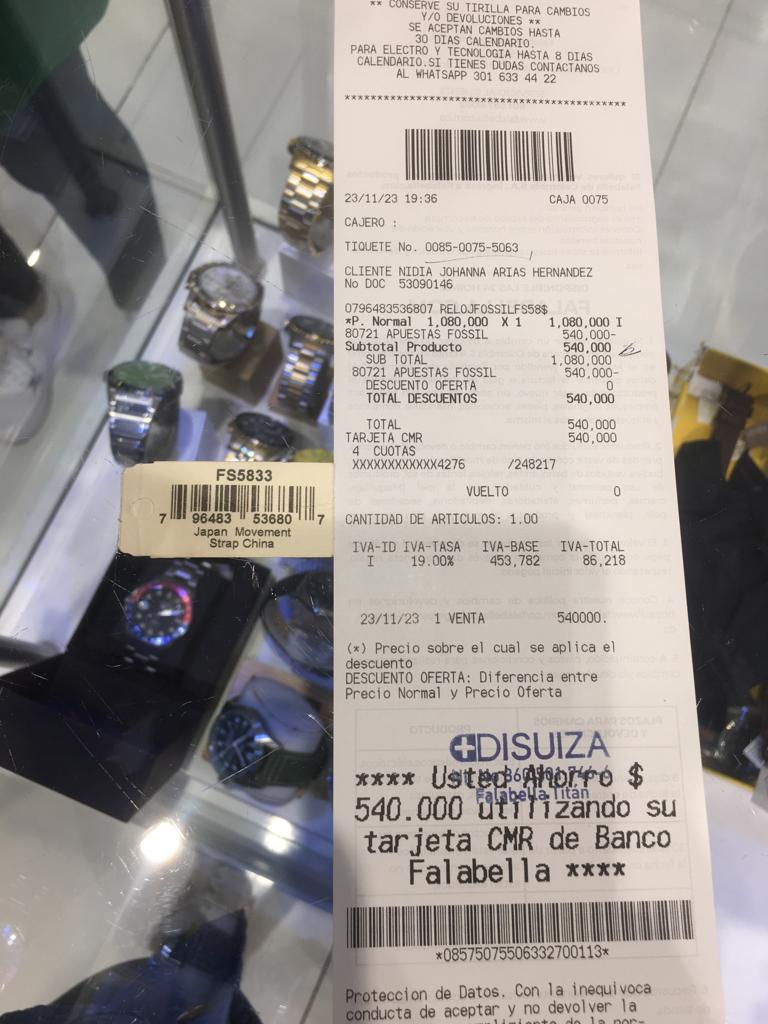 ** CONSERVE SU TIRILLA PARA CAMBIOS
Y/O DEVOLUCIONES **
SE ACEPTAN CAMBIOS HASTA
30 DIAS CALENDARIO.
PARA ELECTRO Y TECNOLOGIA HASTA 8 DIAS
CALENDARIO.SI TIENES DUDAS CONTACTANOS
AL WHATSAPP 301 633 44 22
****************************************
23/11/23 19:36 CAJA 0075
CAJERO :
TIQUETE No. 0085-0075-5063
CLIENTE NIDIA JOHANNA ARIAS HERNANDEZ
No DOC 53090146
0796483536807 RELOJFOSSILFS58$
*P. Normal 1,080,000 X 1 1,080,000 I
80721 APUESTAS FOSSIL 540,000-
Subtotal Producto 540,000
SUB TOTAL 1,080,000
80721 APUESTAS FOSSIL 540,000-
DESCUENTO OFERTA 0
TOTAL DESCUENTOS 540,000
TOTAL 540,000
TARJETA CMR 540,000
4 CUOTAS
XXXXXXXXXXXX4276 /248217
VUELTO 0
CANTIDAD DE ARTICULOS: 1.00
IVA-ID IVA-TASA IVA-BASE IVA-TOTAL
I 19.00% 453,782 86,218
23/11/23 1 VENTA 540000.
(*) Precio sobre el cual se aplica el
descuento
DESCUENTO OFERTA: Diferencia entre
Precio Normal y Precio Oferta
DISUIZA
**** Usted Ahorro $
Falabella Titán
540.000 utilizando su
tarjeta CMR de Banco
Falabella ****
*08575075506332700113*
Proteccion de Datos. Con la inequivoca
conducta de aceptar y no devolver la
FS5833
7 96483 53680 7
Japan Movement
Strap China